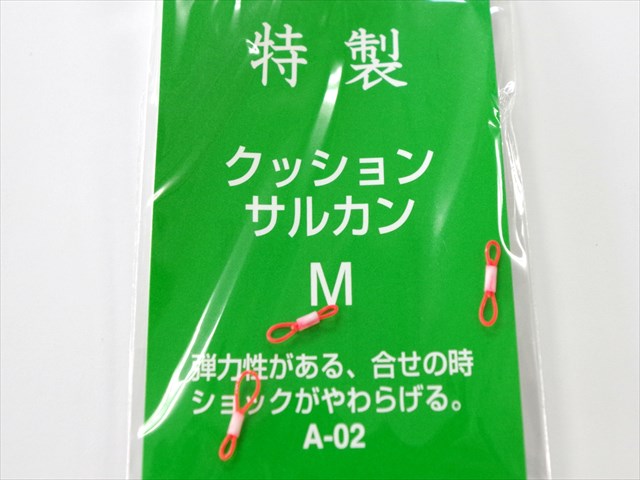 特製
クッション
サルカン
M
弾力性がある、合せの時
ショックがやわらげる。
A-02